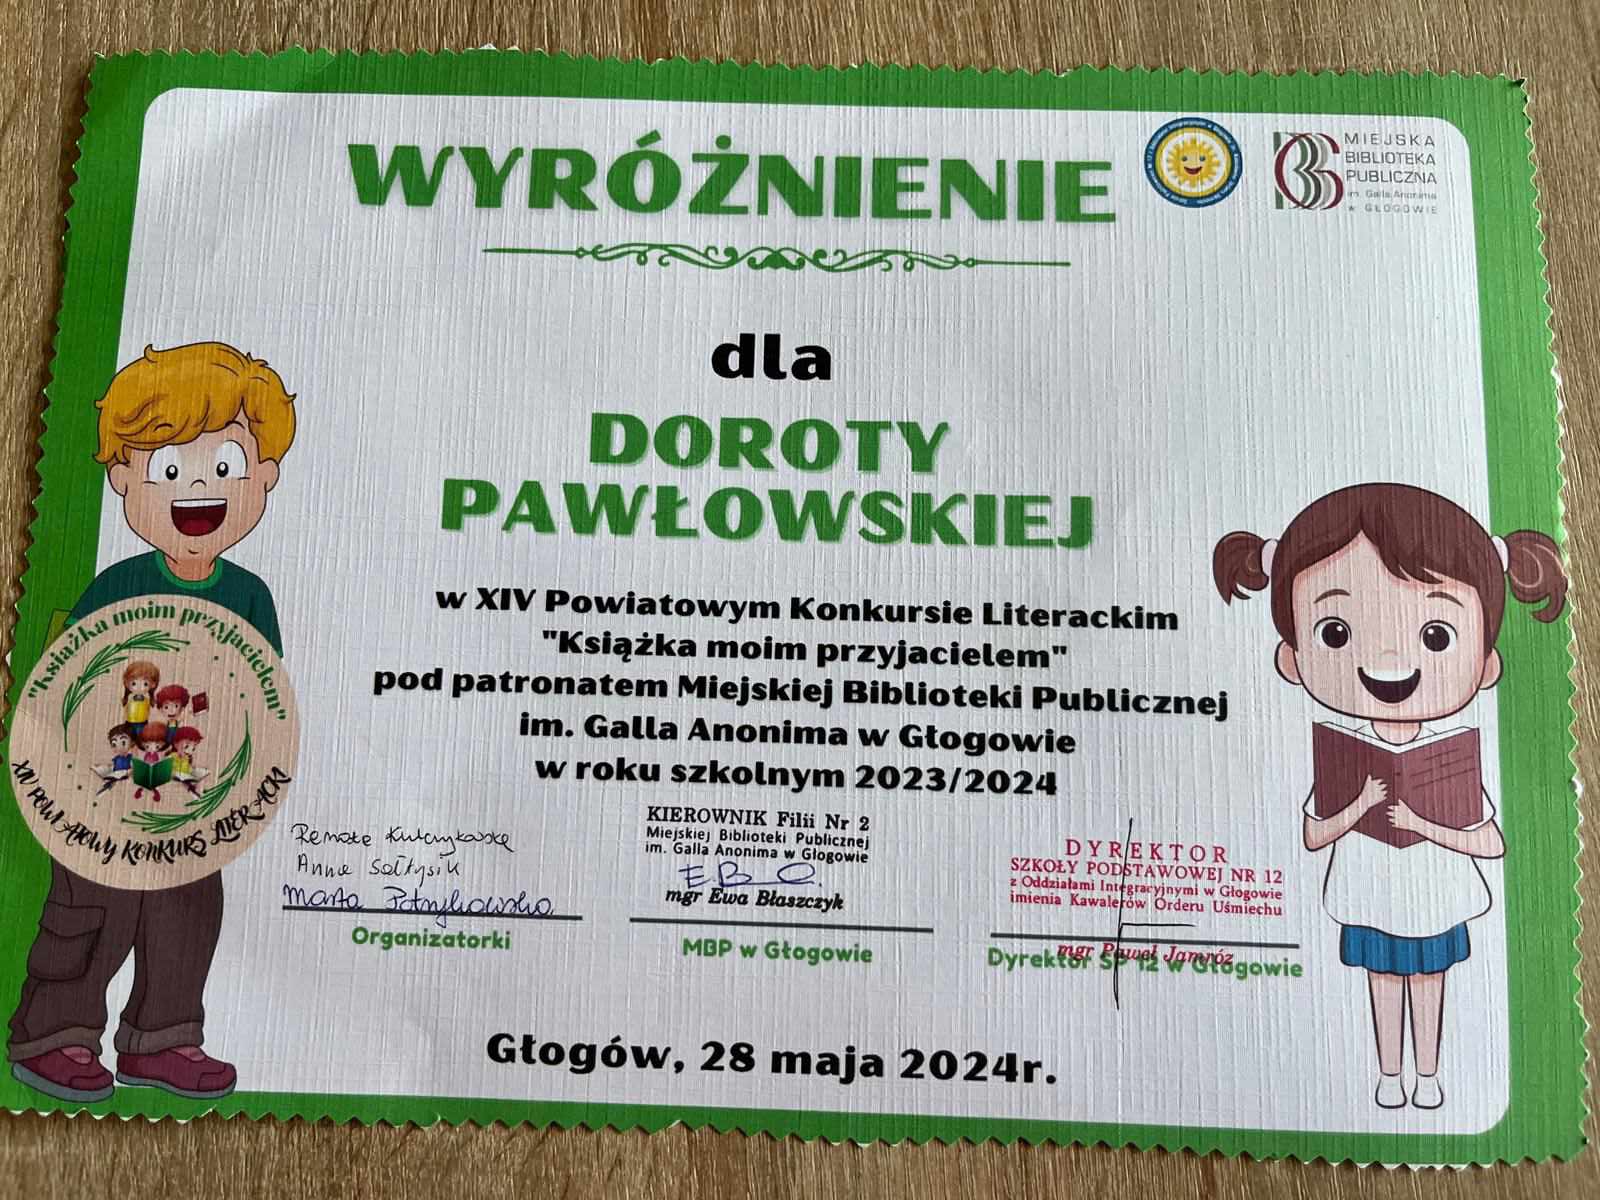 WYRÓŻNIENIE
MIEJSKA
BIBLIOTEKA
PUBLICZNA
im. Galla Anonima
w GŁOGOWIE
dla
DOROTY
PAWŁOWSKIEJ
w XIV Powiatowym Konkursie Literackim
"Książka moim przyjacielem"
pod patronatem Miejskiej Biblioteki Publicznej
im. Galla Anonima w Głogowie
w roku szkolnym 2023/2024
"Książka moim przyjacielem"
XIV POWIATOWY KONKURS LITERACKI
Renata
Anna Sołtysik
Marta
Organizatorki
KIEROWNIK Filii Nr 2
Miejskiej Biblioteki Publicznej
im. Galla Anonima w Głogowie
mgr Ewa Błaszczyk
MBP w Głogowie
DYREKTOR
SZKOŁY PODSTAWOWEJ NR 12
z Oddziałami Integracyjnymi w Głogowie
imienia Kawalerów Orderu Uśmiechu
mgr Paweł Jamróz
Dyrektor SP 12 w Głogowie
Głogów, 28 maja 2024r.